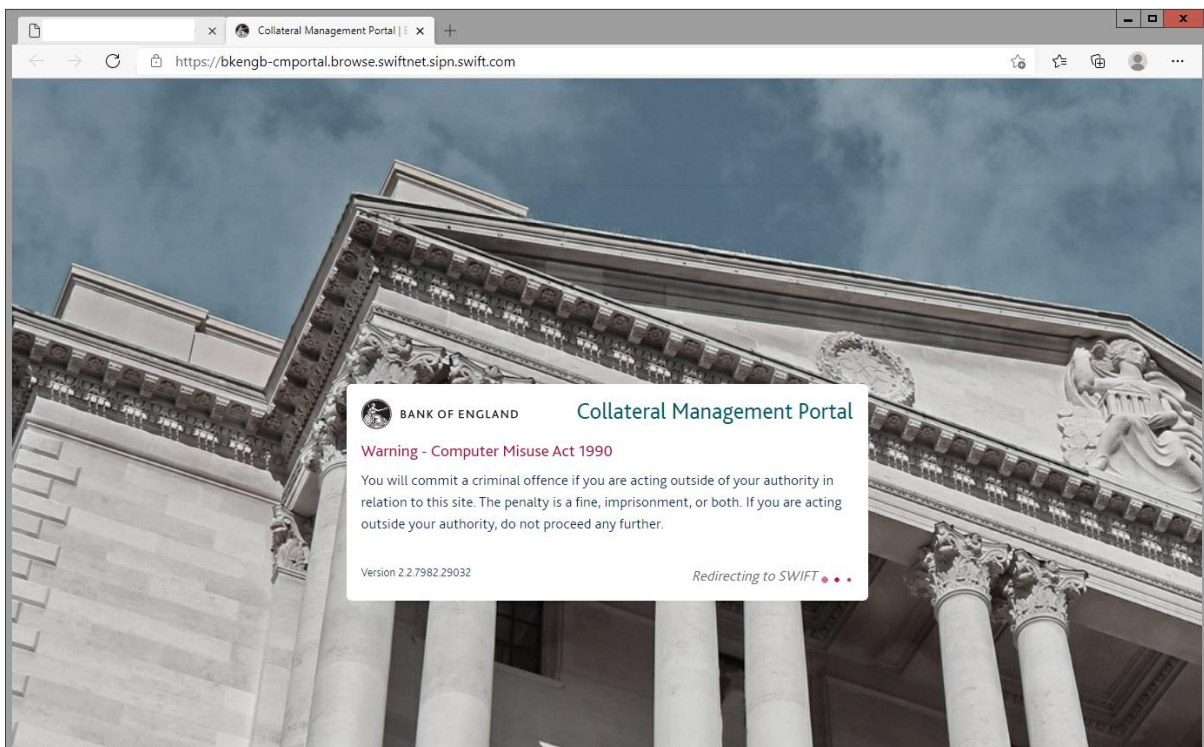 Collateral Management Portal | E
https://bkengb-cmportal.browse.swiftnet.sipn.swift.com
BANK OF ENGLAND
Collateral Management Portal
Warning - Computer Misuse Act 1990
You will commit a criminal offence if you are acting outside of your authority in
relation to this site. The penalty is a fine, imprisonment, or both. If you are acting
outside your authority, do not proceed any further.
Version 2.2.7982.29032
Redirecting to SWIFT